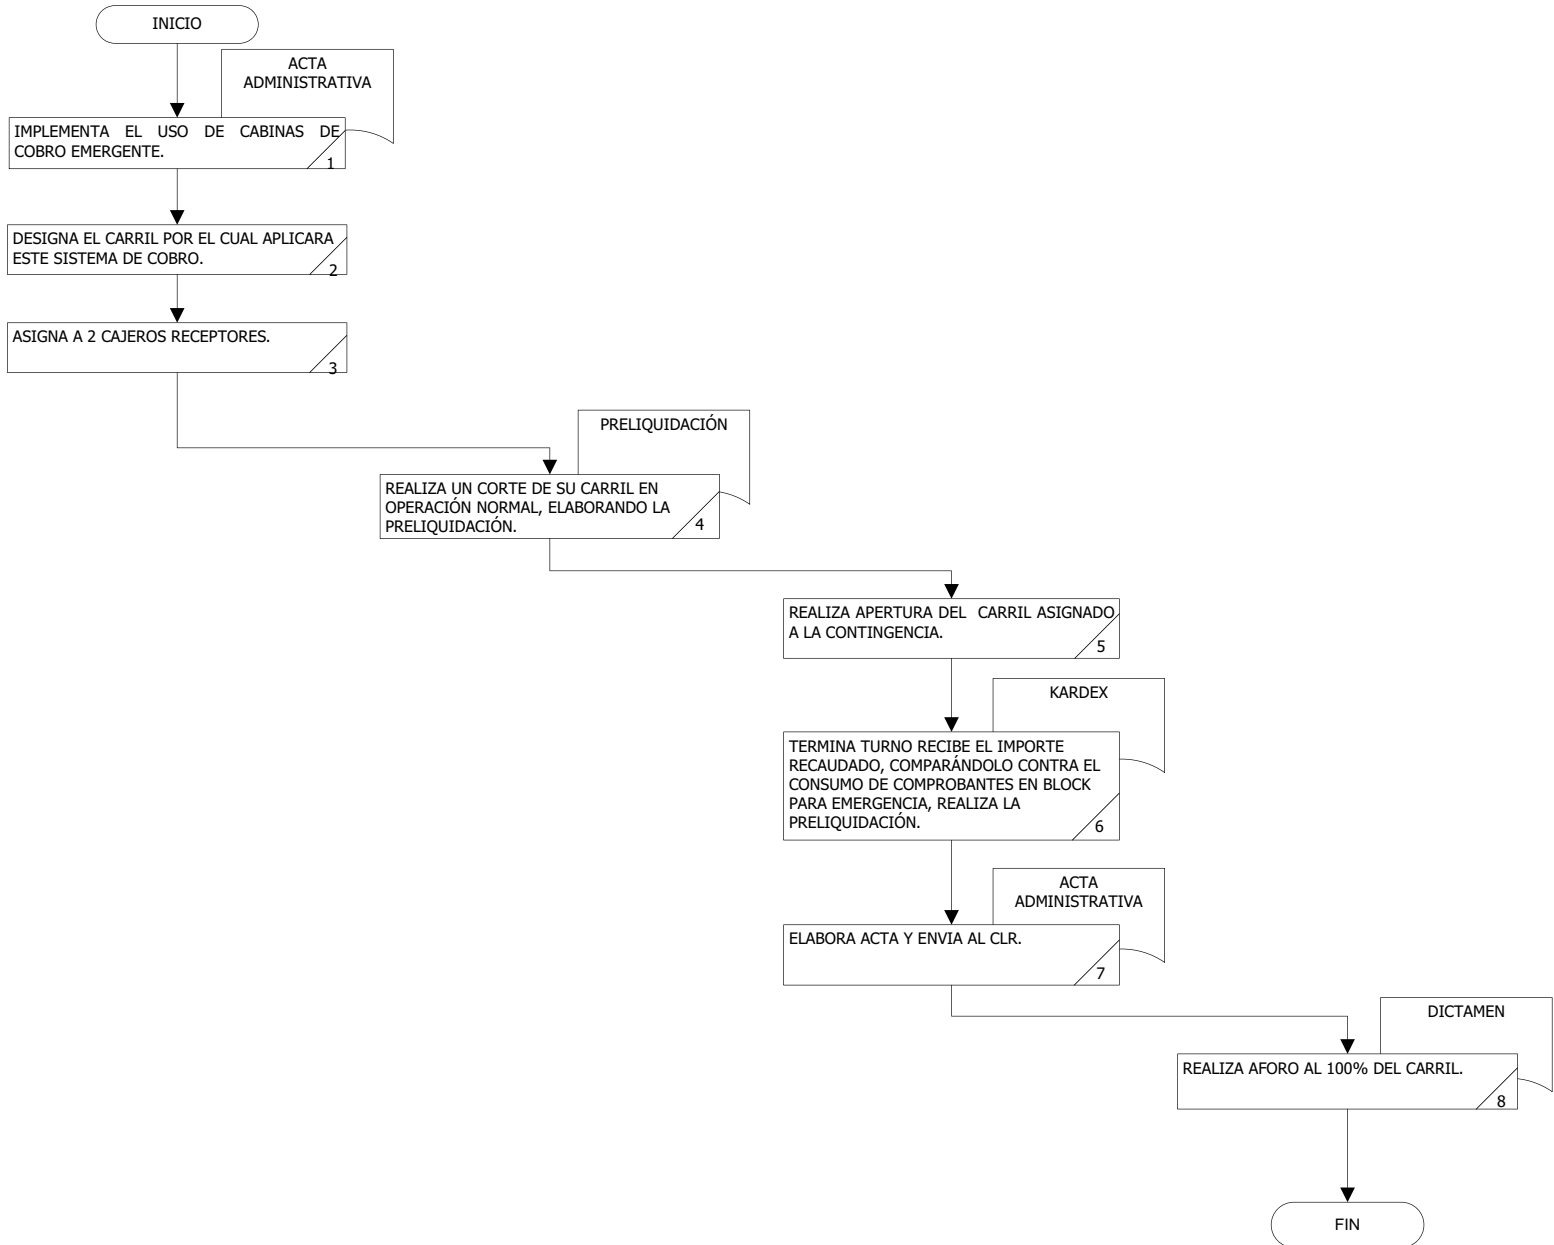 INICIO
ACTA
ADMINISTRATIVA
IMPLEMENTA EL USO DE CABINAS DE
COBRO EMERGENTE.
1
DESIGNA EL CARRIL POR EL CUAL APLICARA
ESTE SISTEMA DE COBRO.
2
ASIGNA A 2 CAJEROS RECEPTORES.
3
PRELIQUIDACIÓN
REALIZA UN CORTE DE SU CARRIL EN
OPERACIÓN NORMAL, ELABORANDO LA
PRELIQUIDACIÓN.
4
REALIZA APERTURA DEL CARRIL ASIGNADO
A LA CONTINGENCIA.
5
KARDEX
TERMINA TURNO RECIBE EL IMPORTE
RECAUDADO, COMPARÁNDOLO CONTRA EL
CONSUMO DE COMPROBANTES EN BLOCK
PARA EMERGENCIA, REALIZA LA
PRELIQUIDACIÓN.
6
ACTA
ADMINISTRATIVA
ELABORA ACTA Y ENVIA AL CLR.
7
DICTAMEN
REALIZA AFORO AL 100% DEL CARRIL.
8
FIN